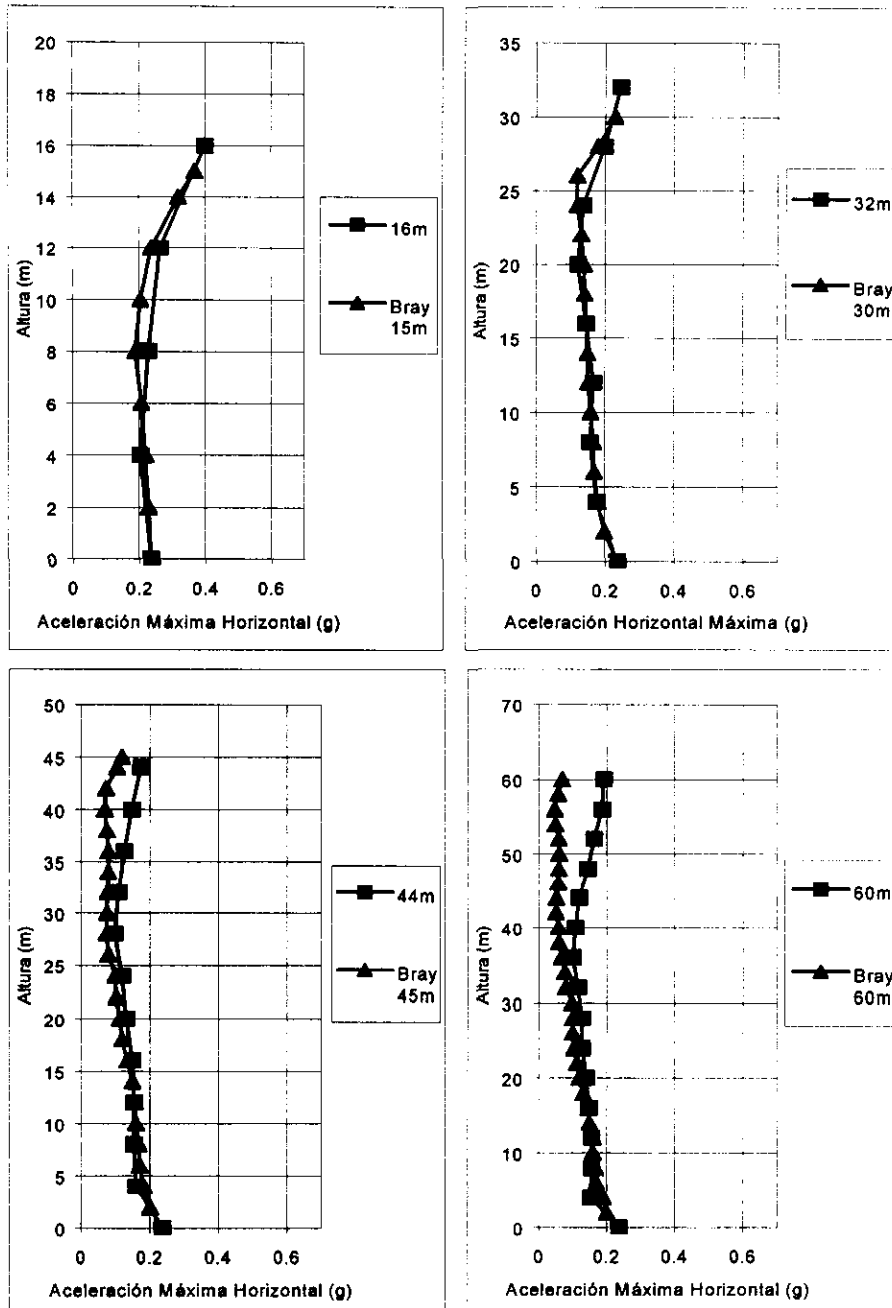 20
18
16
14
12
10
8
6
4
2
0
Altura (m)
0 0.2 0.4 0.6
Aceleración Máxima Horizontal (g)
16m
Bray
15m
35
30
25
20
15
10
5
0
Altura (m)
0 0.2 0.4 0.6
Aceleración Horizontal Máxima (g)
32m
Bray
30m
50
45
40
35
30
25
20
15
10
5
0
Altura (m)
0 0.2 0.4 0.6
Aceleración Máxima Horizontal (g)
44m
Bray
45m
70
60
50
40
30
20
10
0
Altura (m)
0 0.2 0.4 0.6
Aceleración Máxima Horizontal (g)
60m
Bray
60m